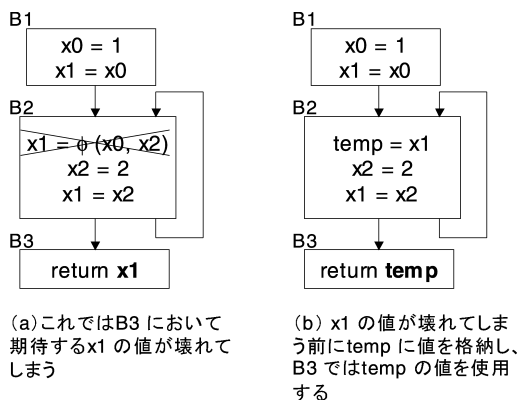 B1
x0 = 1
x1 = x0
B2
x1 = ϕ (x0, x2)
x2 = 2
x1 = x2
B3
return x1
(a)これではB3 において
期待するx1 の値が壊れて
しまう
B1
x0 = 1
x1 = x0
B2
temp = x1
x2 = 2
x1 = x2
B3
return temp
(b) x1 の値が壊れてしま
う前にtemp に値を格納し、
B3 ではtemp の値を使用
する